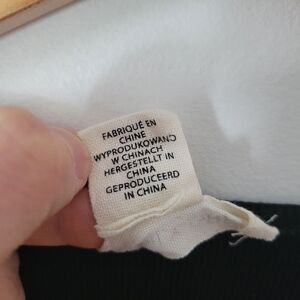 FABRIQUÉ EN
CHINE
WYPRODUKOWANO
W CHINACH
HERGESTELLT IN
CHINA
GEPRODUCEERD
IN CHINA